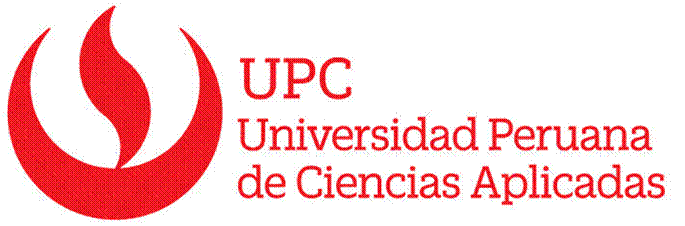 UPC
Universidad Peruana
de Ciencias Aplicadas